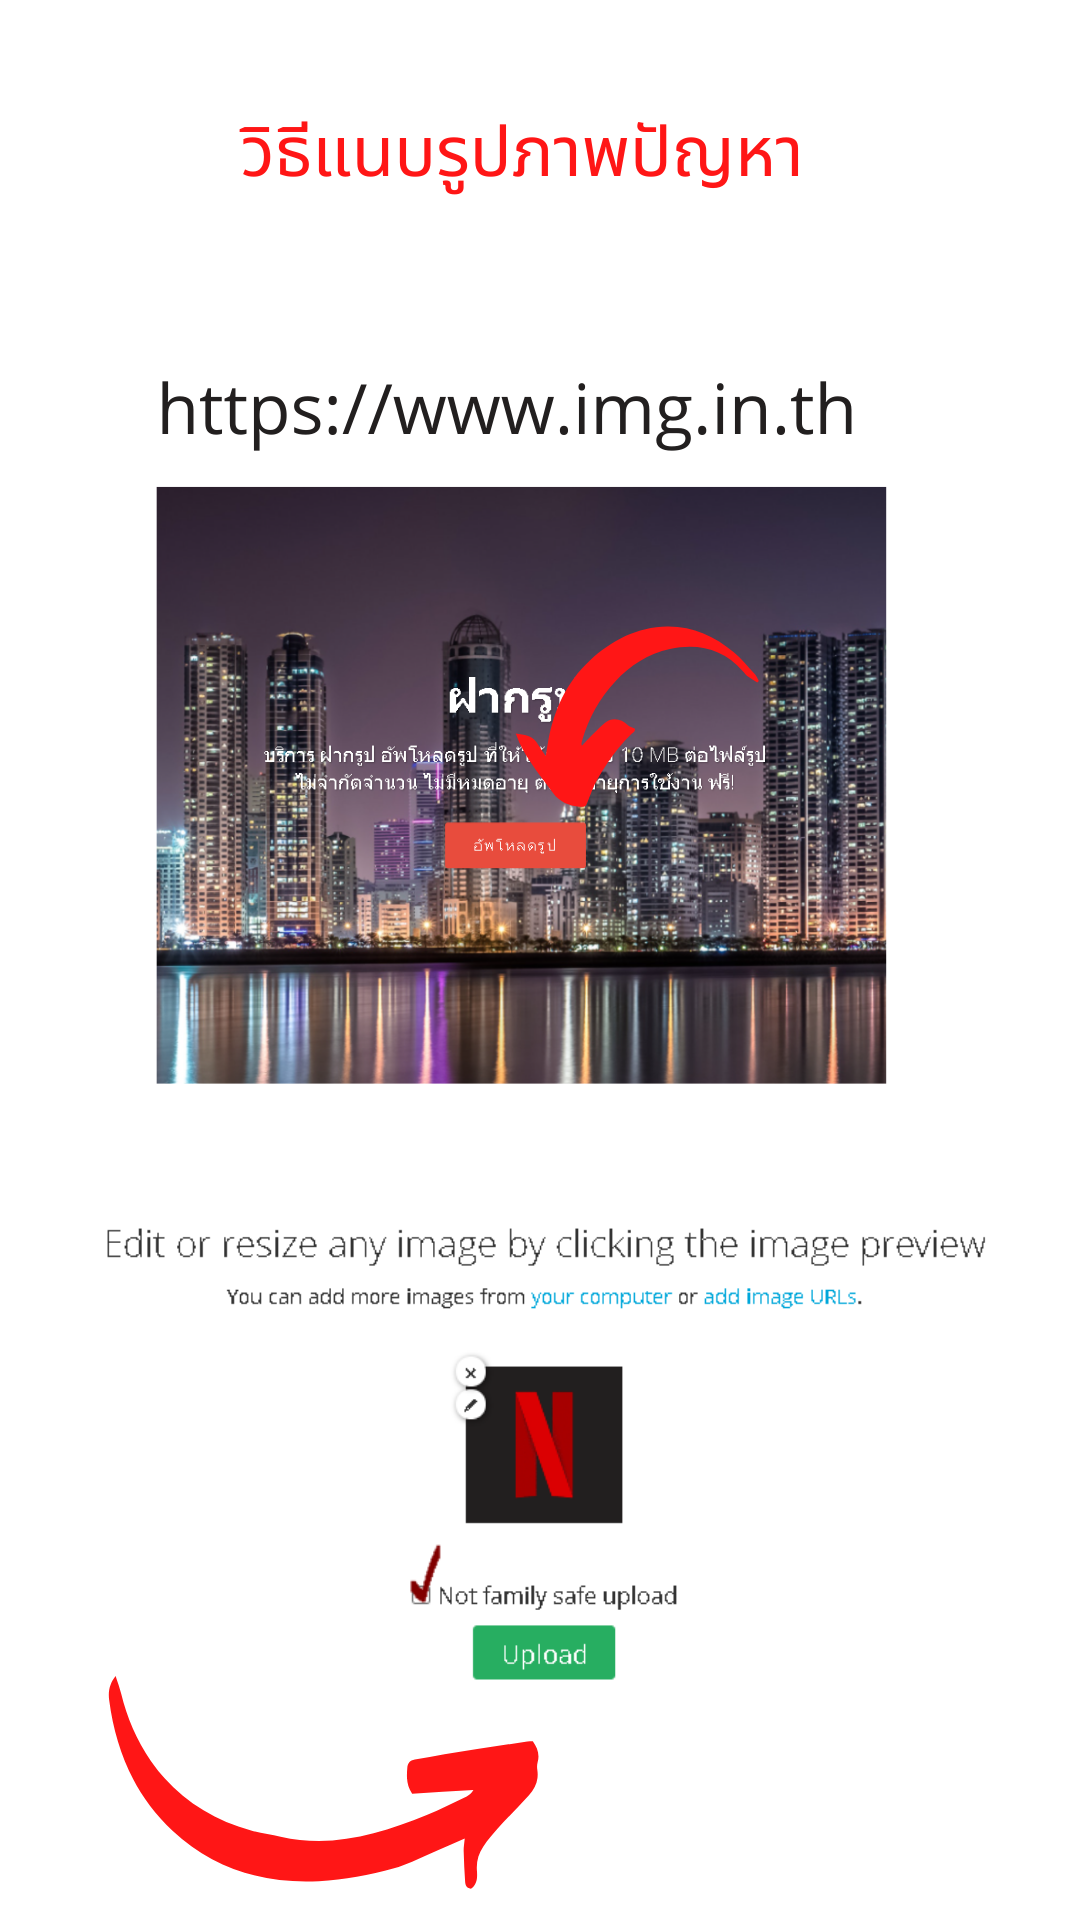 วิธีแนบรูปภาพปัญหา
https://www.img.in.th
ฝากรูป
บริการ ฝากรูป อัพโหลดรูป ที่ให้ 10 MB ต่อไฟล์รูป
ไม่จำกัดจำนวน ไม่มีหมดอายุ อายุการใช้งาน ฟรี!
อัพโหลดรูป
Edit or resize any image by clicking the image preview
You can add more images from your computer or add image URLs.
N
Not family safe upload
Upload